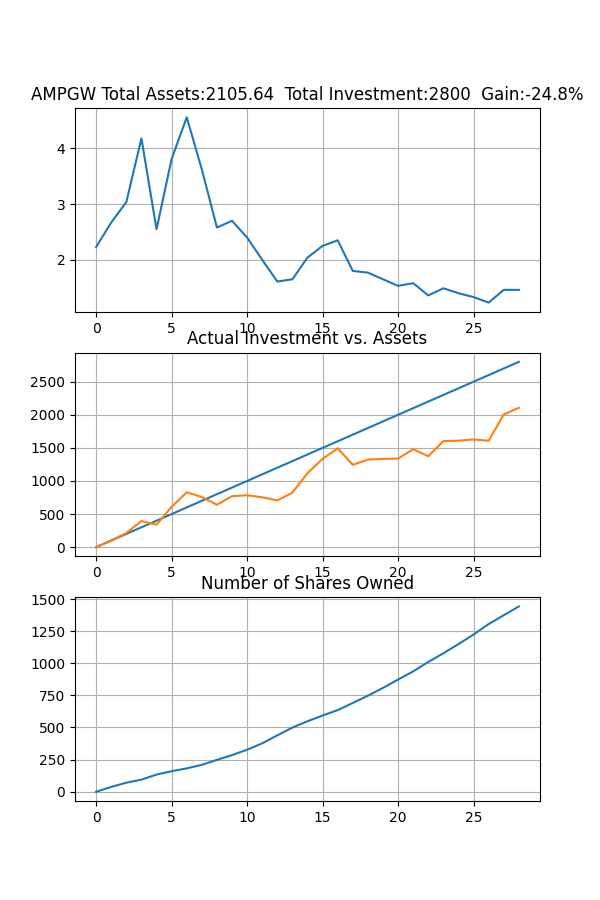 AMPGW Total Assets:2105.64  Total Investment:2800  Gain:-24.8%
4
3
2
0 5 10 15 20 25
Actual Investment vs. Assets
2500
2000
1500
1000
500
0
0 5 10 15 20 25
Number of Shares Owned
1500
1250
1000
750
500
250
0
0 5 10 15 20 25